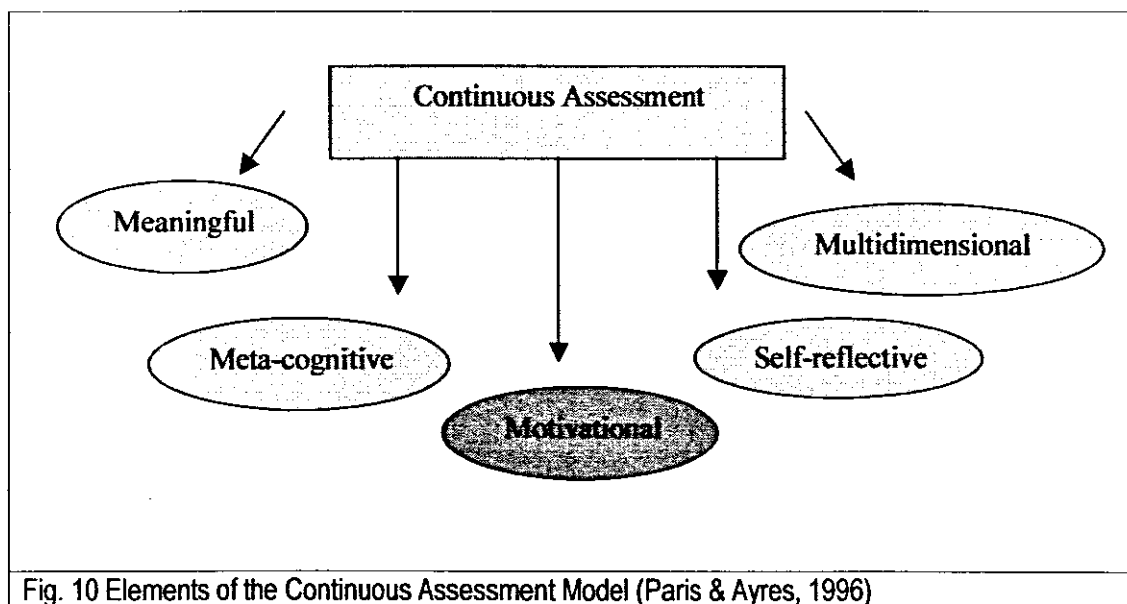 Continuous Assessment
Meaningful
Multidimensional
Meta-cognitive
Self-reflective
Motivational
Fig. 10 Elements of the Continuous Assessment Model (Paris & Ayres, 1996)